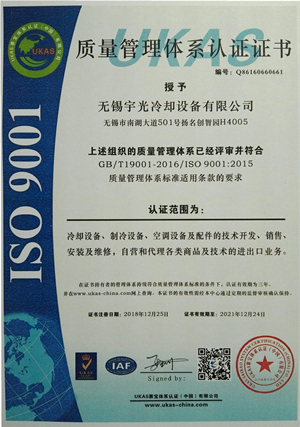 UKAS
质量管理体系认证证书
编号：Q86160660661
授予
无锡宇光冷却设备有限公司
无锡市南湖大道501号扬名创智园H4005
上述组织的质量管理体系已经评审并符合
GB/T19001-2016/ISO 9001:2015
质量管理体系标准适用条款的要求
认证范围为：
冷却设备、制冷设备、空调设备及配件的技术开发、销售、
安装及维修，自营和代理各类商品及技术的进出口业务。
证书注册日期：2018年12月25日
证书有效期至：2021年12月24日
ISO 9001
UKAS
IAF
Signed by:
UKAS质量体系认证（中国）有限公司
www.ukas-china.com